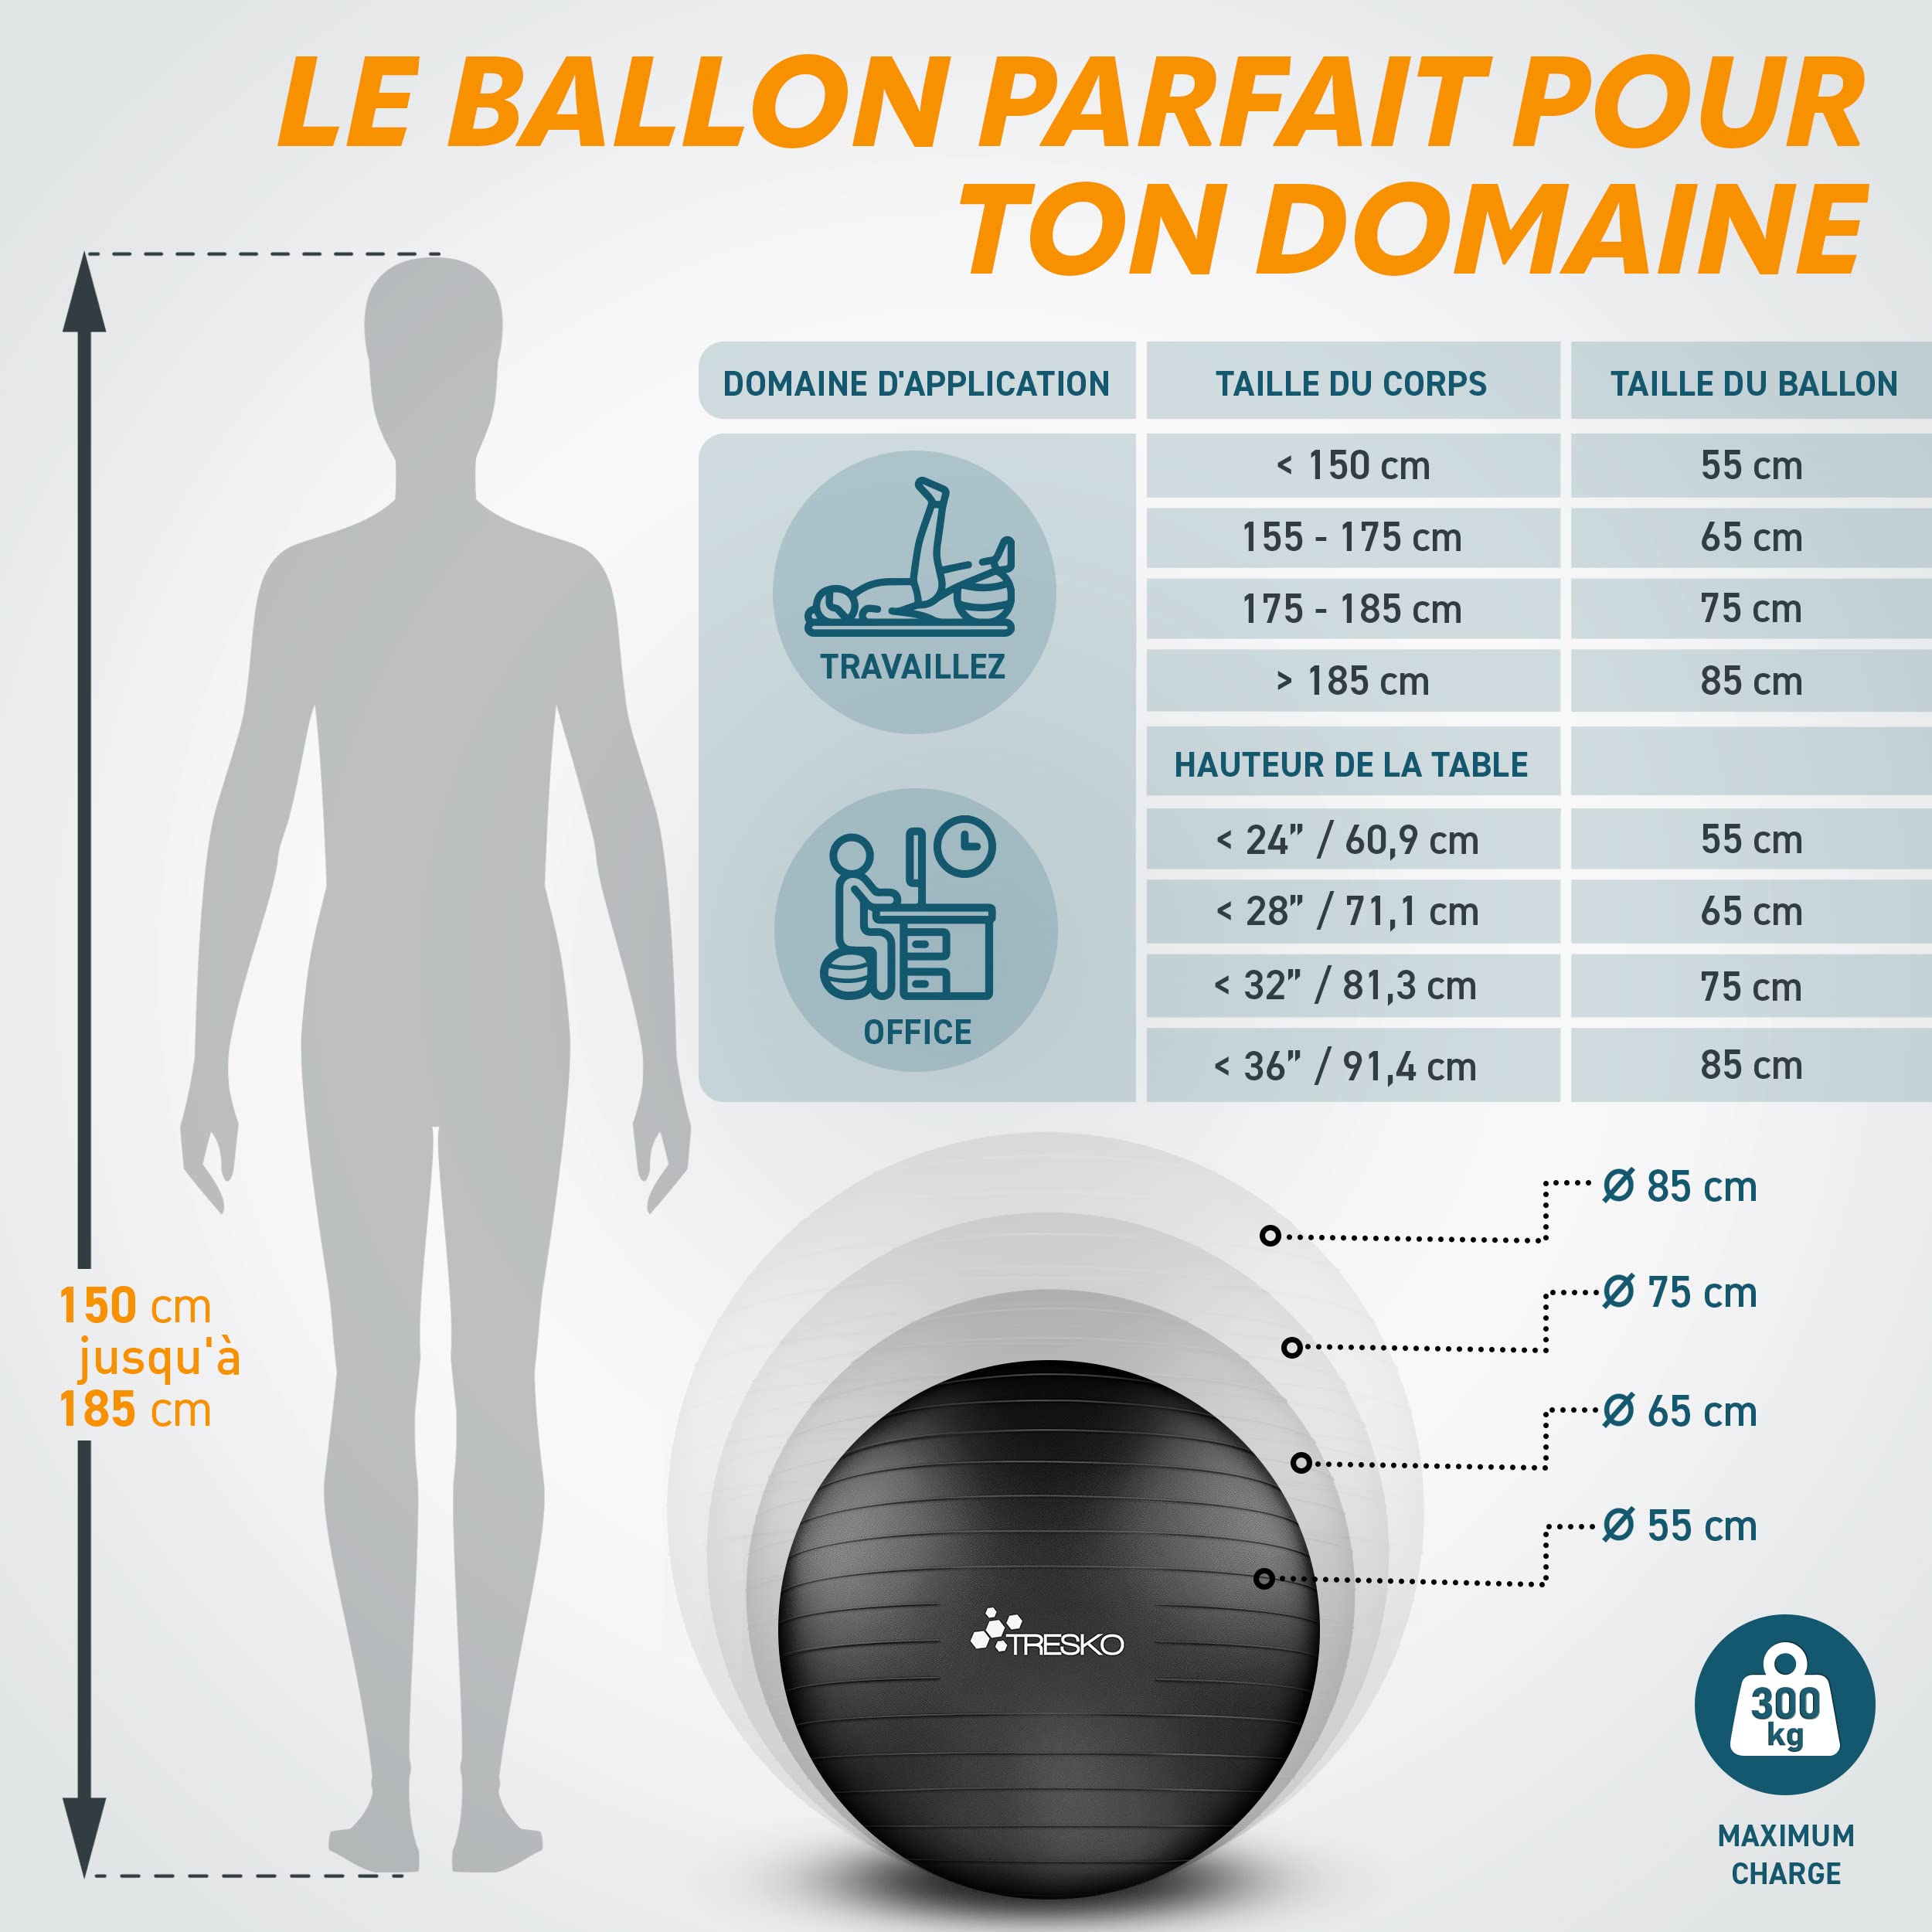 LE BALLON PARFAIT POUR
TON DOMAINE
DOMAINE D'APPLICATION TAILLE DU CORPS TAILLE DU BALLON
< 150 cm 55 cm
155 - 175 cm 65 cm
175 - 185 cm 75 cm
TRAVAILLEZ
> 185 cm 85 cm
HAUTEUR DE LA TABLE
< 24” / 60,9 cm 55 cm
< 28” / 71,1 cm 65 cm
< 32” / 81,3 cm 75 cm
OFFICE
< 36” / 91,4 cm 85 cm
Ø 85 cm
Ø 75 cm
Ø 65 cm
Ø 55 cm
150 cm
jusqu'à
185 cm
TRESKO
300
kg
MAXIMUM
CHARGE